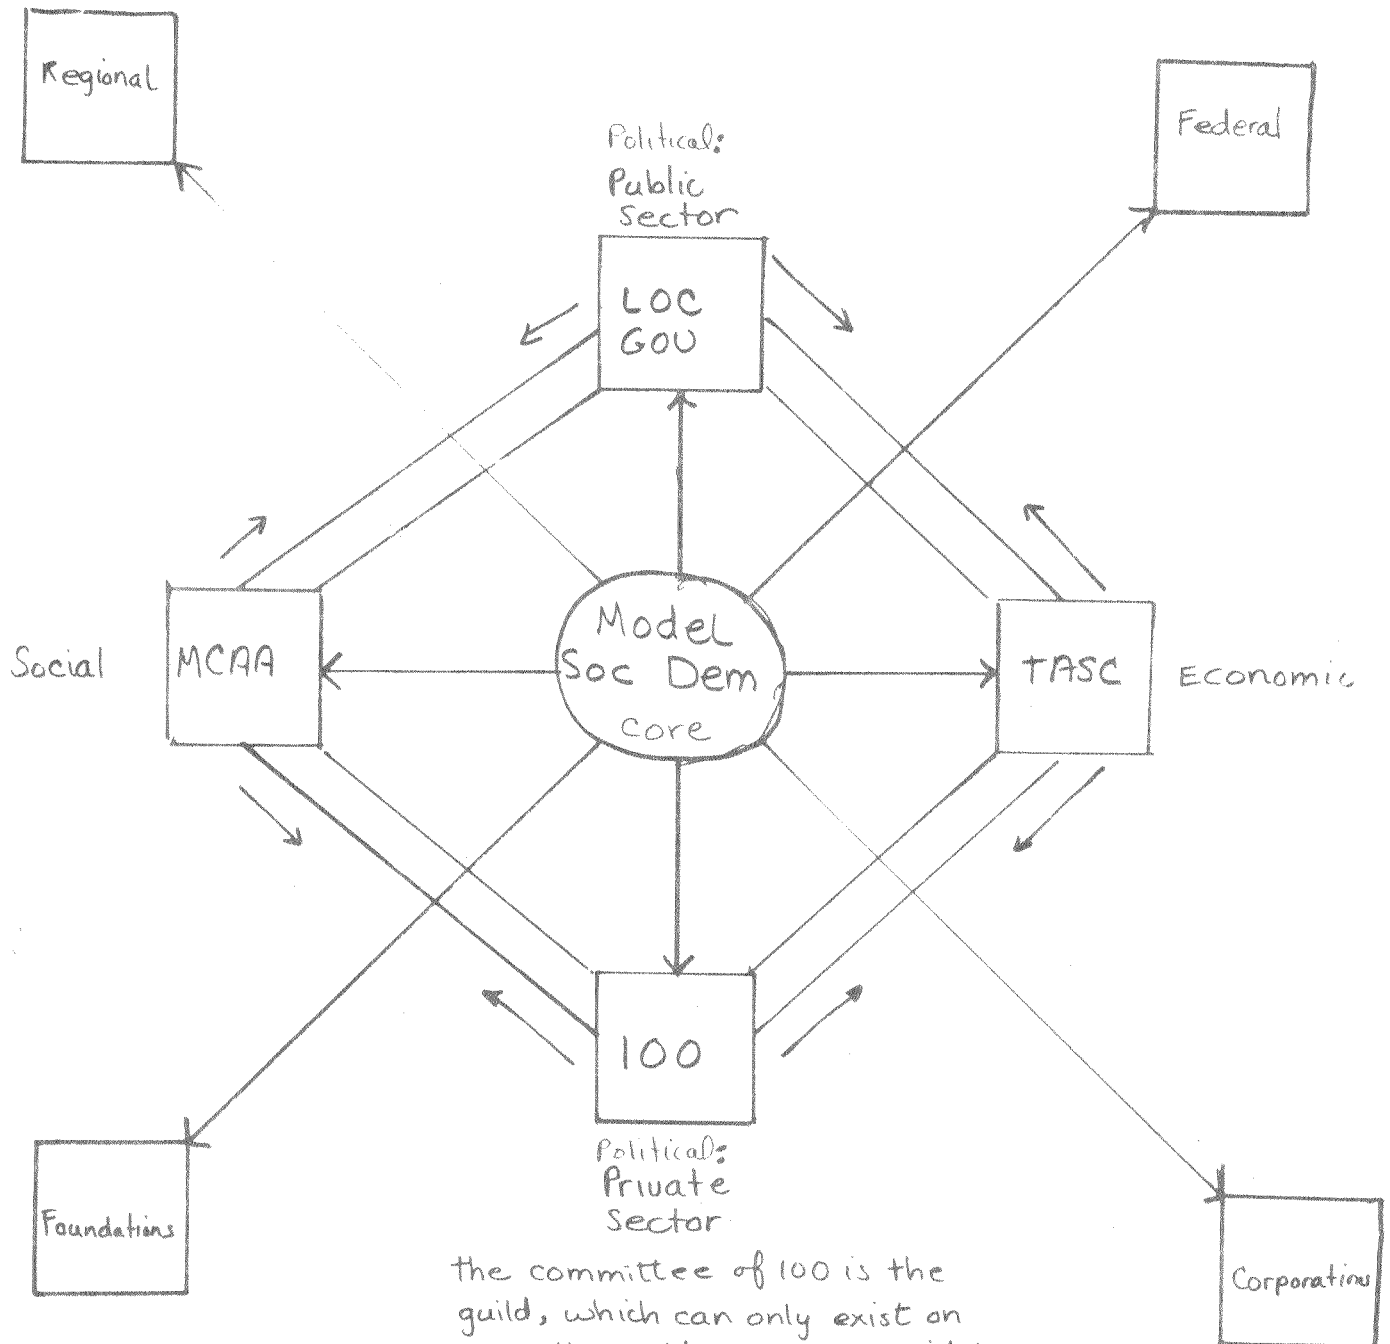 Regional
Federal
Political:
Public
Sector
LOC
GOV
Model
Soc Dem
core
Social
MCAA
TASC
Economic
100
Political:
Private
Sector
Foundations
Corporations
the committee of 100 is the
guild, which can only exist on